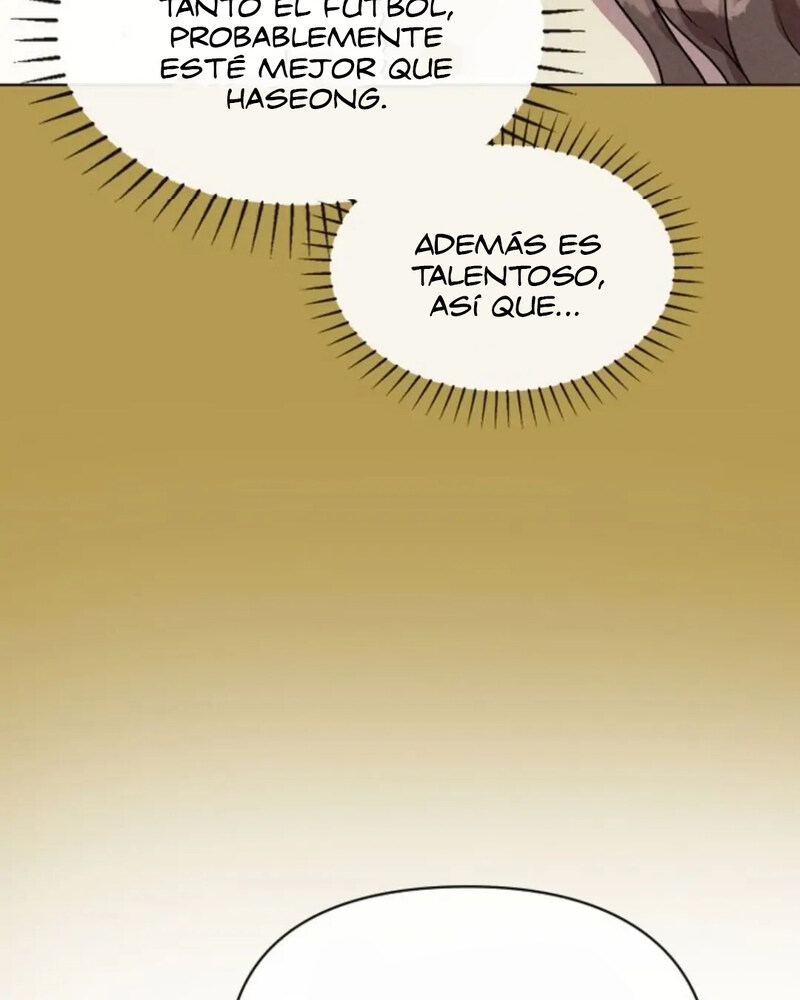 TANTO EL FÚTBOL,
PROBABLEMENTE
ESTÉ MEJOR QUE
HASEONG.
ADEMÁS ES
TALENTOSO,
ASÍ QUE...